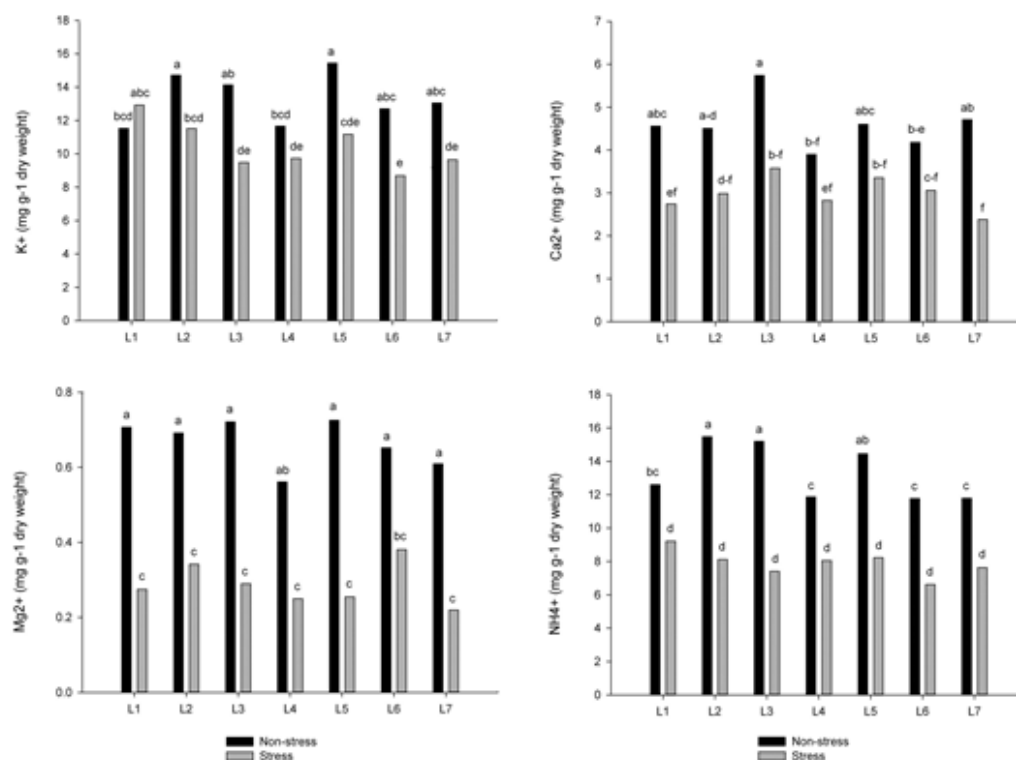 K+ (mg g-1 dry weight)
18
16
14
12
10
8
6
4
2
0
bcd abc a bcd ab de bcd de a cde abc e abc de
L1 L2 L3 L4 L5 L6 L7
Ca2+ (mg g-1 dry weight)
7
6
5
4
3
2
1
0
abc ef a-d d-f a b-f b-f ef abc b-f b-e c-f ab f
L1 L2 L3 L4 L5 L6 L7
Mg2+ (mg g-1 dry weight)
0.8
0.6
0.4
0.2
0.0
a c a c a c ab c a c a bc a c
L1 L2 L3 L4 L5 L6 L7
Non-stress
Stress
NH4+ (mg g-1 dry weight)
18
16
14
12
10
8
6
4
2
0
bc d a d a d c d ab d c d c d
L1 L2 L3 L4 L5 L6 L7
Non-stress
Stress